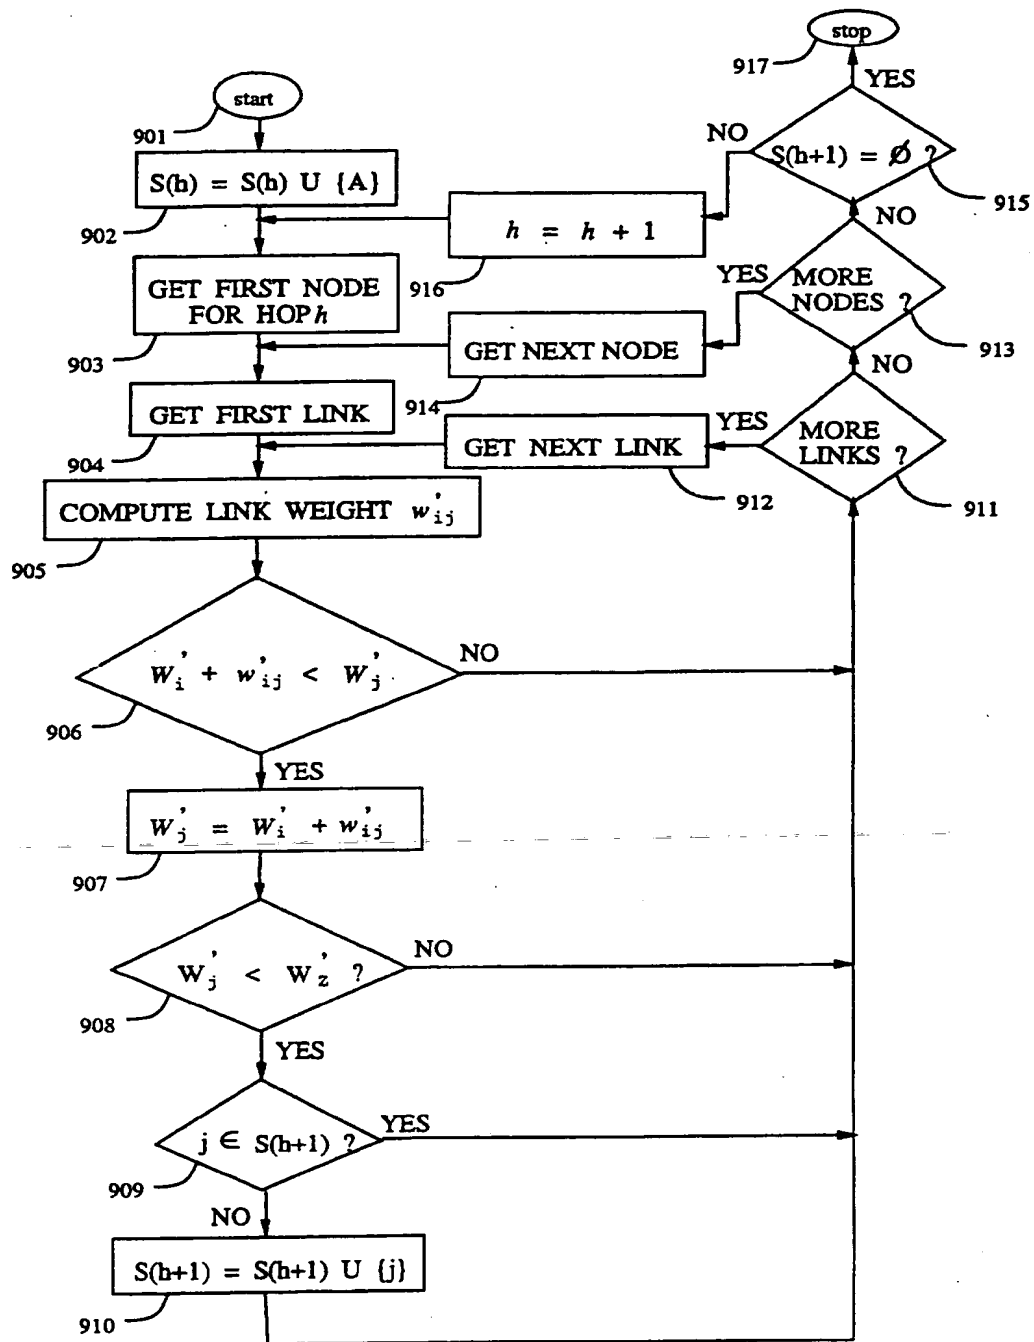 start
901
S(h) = S(h) U {A}
902
GET FIRST NODE
FOR HOP h
903
GET FIRST LINK
904
COMPUTE LINK WEIGHT w'ij
905
W'i + w'ij < W'j
906
NO
YES
W'j = W'i + w'ij
907
W'j < W'z ?
908
NO
YES
j ∈ S(h+1) ?
909
YES
NO
S(h+1) = S(h+1) U {j}
910
MORE
LINKS ?
911
YES
NO
GET NEXT LINK
912
MORE
NODES ?
913
YES
NO
GET NEXT NODE
914
S(h+1) = Ø ?
915
NO
YES
h = h + 1
916
stop
917